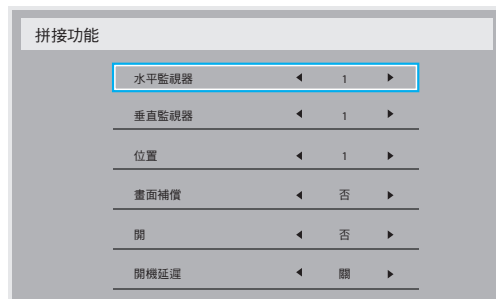 拼接功能
水平監視器 ◀ 1 ▶
垂直監視器 ◀ 1 ▶
位置 ◀ 1 ▶
畫面補償 ◀ 否 ▶
開 ◀ 否 ▶
開機延遲 ◀ 關 ▶